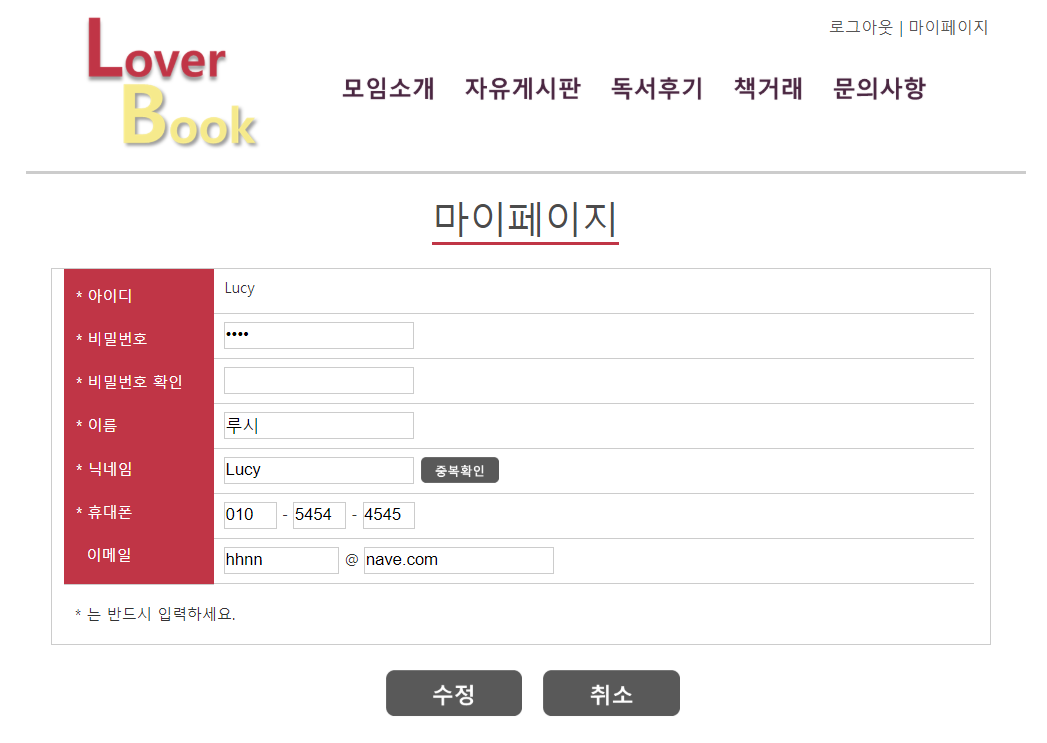 로그아웃 | 마이페이지
Lover
Book
모임소개 자유게시판 독서후기 책거래 문의사항
마이페이지
* 아이디 Lucy
* 비밀번호 ••••
* 비밀번호 확인
* 이름 루시
* 닉네임 Lucy 중복확인
* 휴대폰 010 - 5454 - 4545
이메일 hhnn @ nave.com
* 는 반드시 입력하세요.
수정 취소